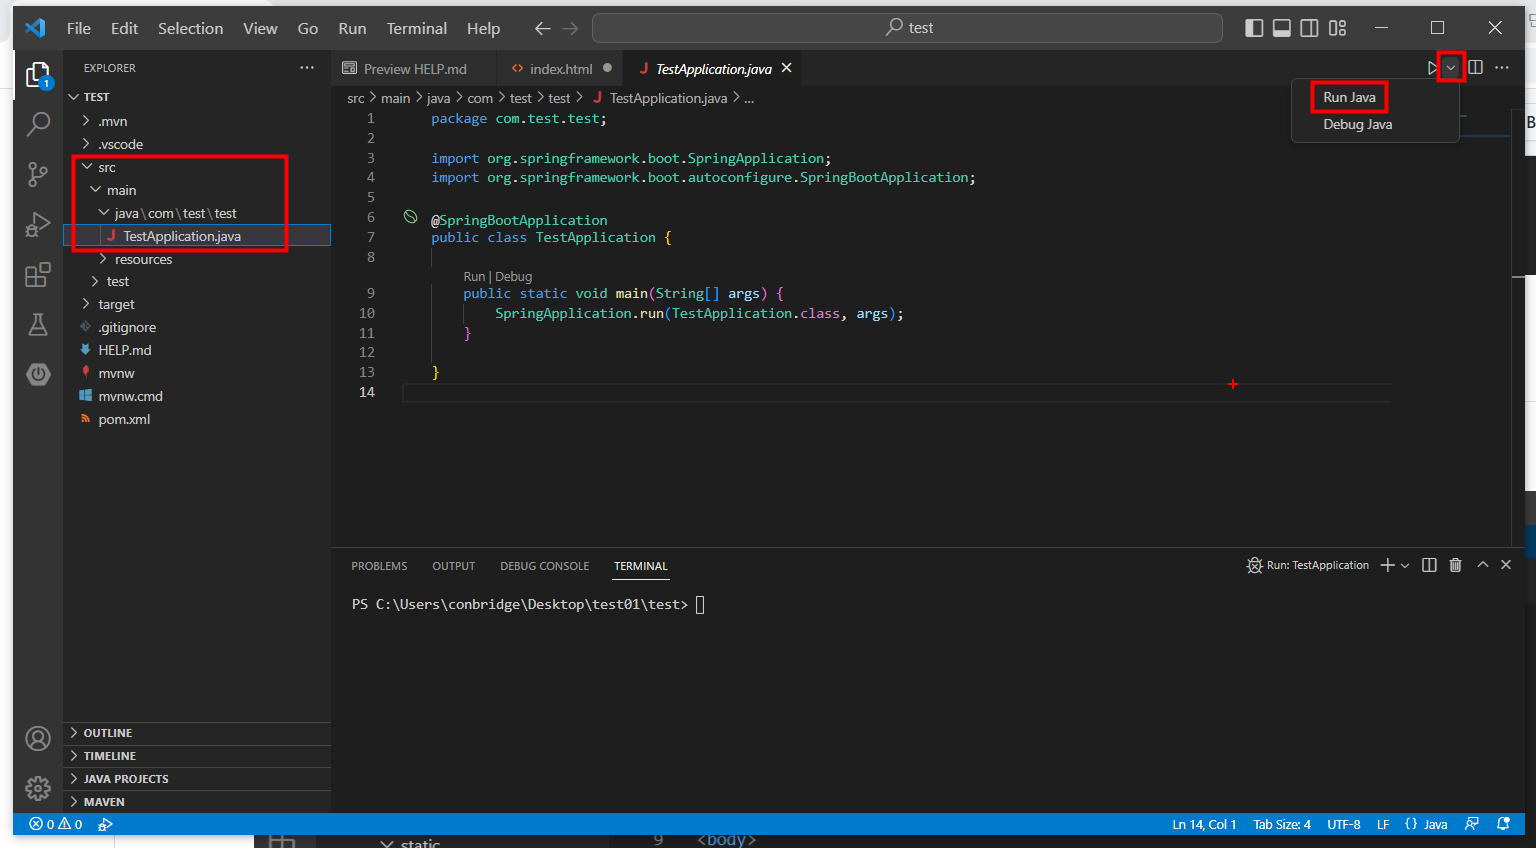 File Edit Selection View Go Run Terminal Help
test
EXPLORER
TEST
.mvn
.vscode
src
main
java\com\test\test
TestApplication.java
resources
test
target
.gitignore
HELP.md
mvnw
mvnw.cmd
pom.xml
OUTLINE
TIMELINE
JAVA PROJECTS
MAVEN
1
Preview HELP.md
index.html
TestApplication.java
src > main > java > com > test > test > TestApplication.java > ...
Run Java
Debug Java
1 package com.test.test;
2
3 import org.springframework.boot.SpringApplication;
4 import org.springframework.boot.autoconfigure.SpringBootApplication;
5
6 @SpringBootApplication
7 public class TestApplication {
8
Run | Debug
9 public static void main(String[] args) {
10 SpringApplication.run(TestApplication.class, args);
11 }
12
13 }
14
PROBLEMS OUTPUT DEBUG CONSOLE TERMINAL
Run: TestApplication
PS C:\Users\conbridge\Desktop\test01\test>
0 0
Ln 14, Col 1 Tab Size: 4 UTF-8 LF {} Java
static
9 <body>
B